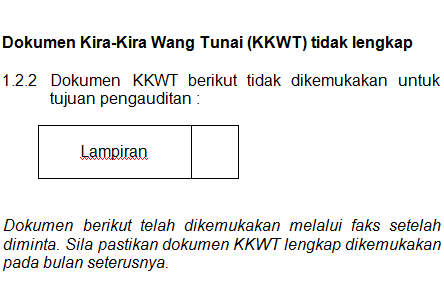 Dokumen Kira-Kira Wang Tunai (KKWT) tidak lengkap
1.2.2 Dokumen KKWT berikut tidak dikemukakan untuk
tujuan pengauditan :
Lampiran
Dokumen berikut telah dikemukakan melalui faks setelah
diminta. Sila pastikan dokumen KKWT lengkap dikemukakan
pada bulan seterusnya.